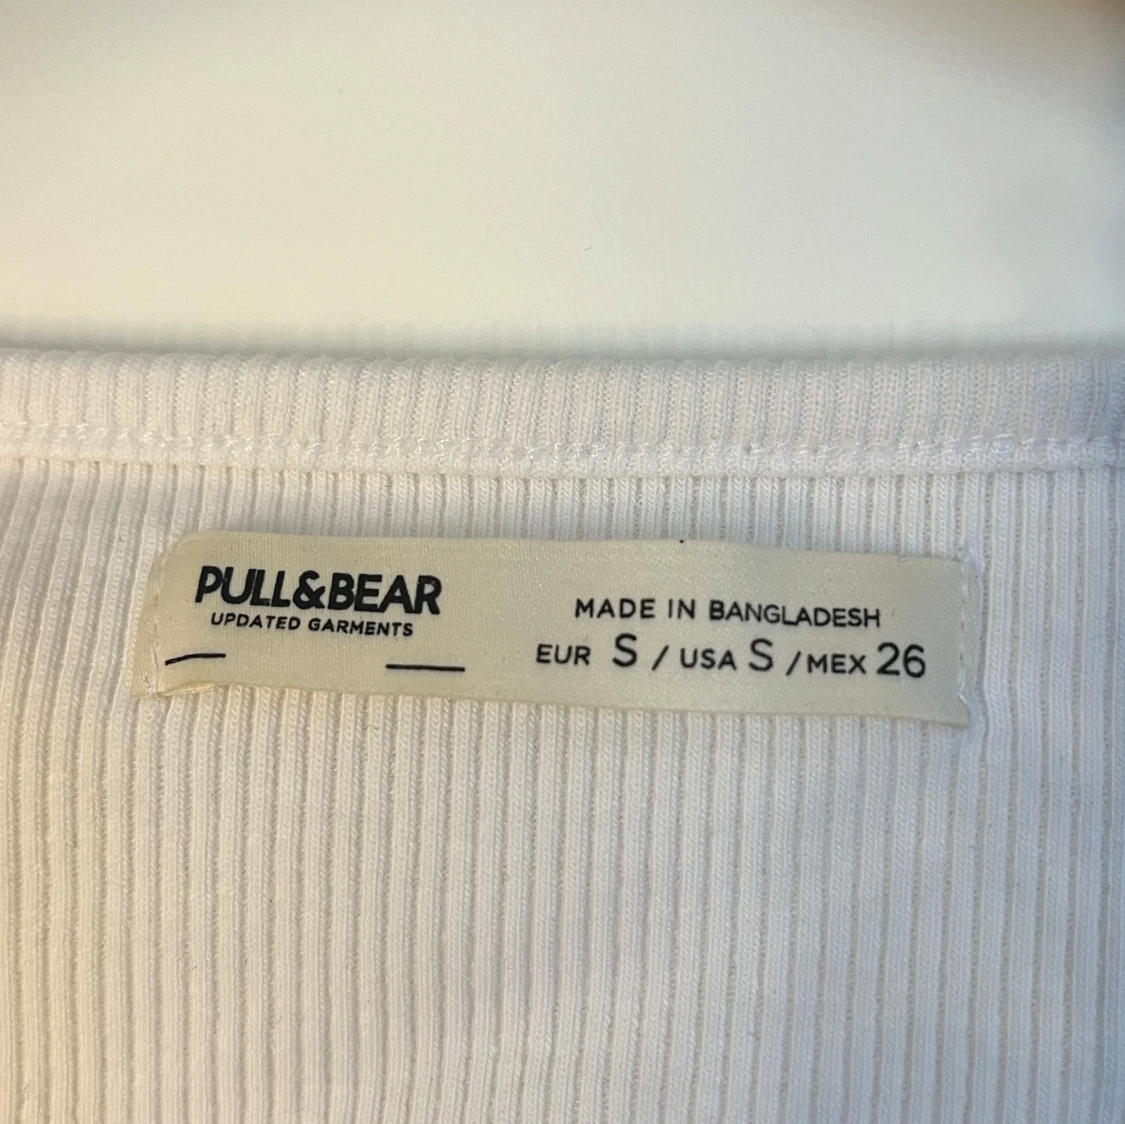 PULL&BEAR
UPDATED GARMENTS
MADE IN BANGLADESH
EUR S / USA S / MEX 26